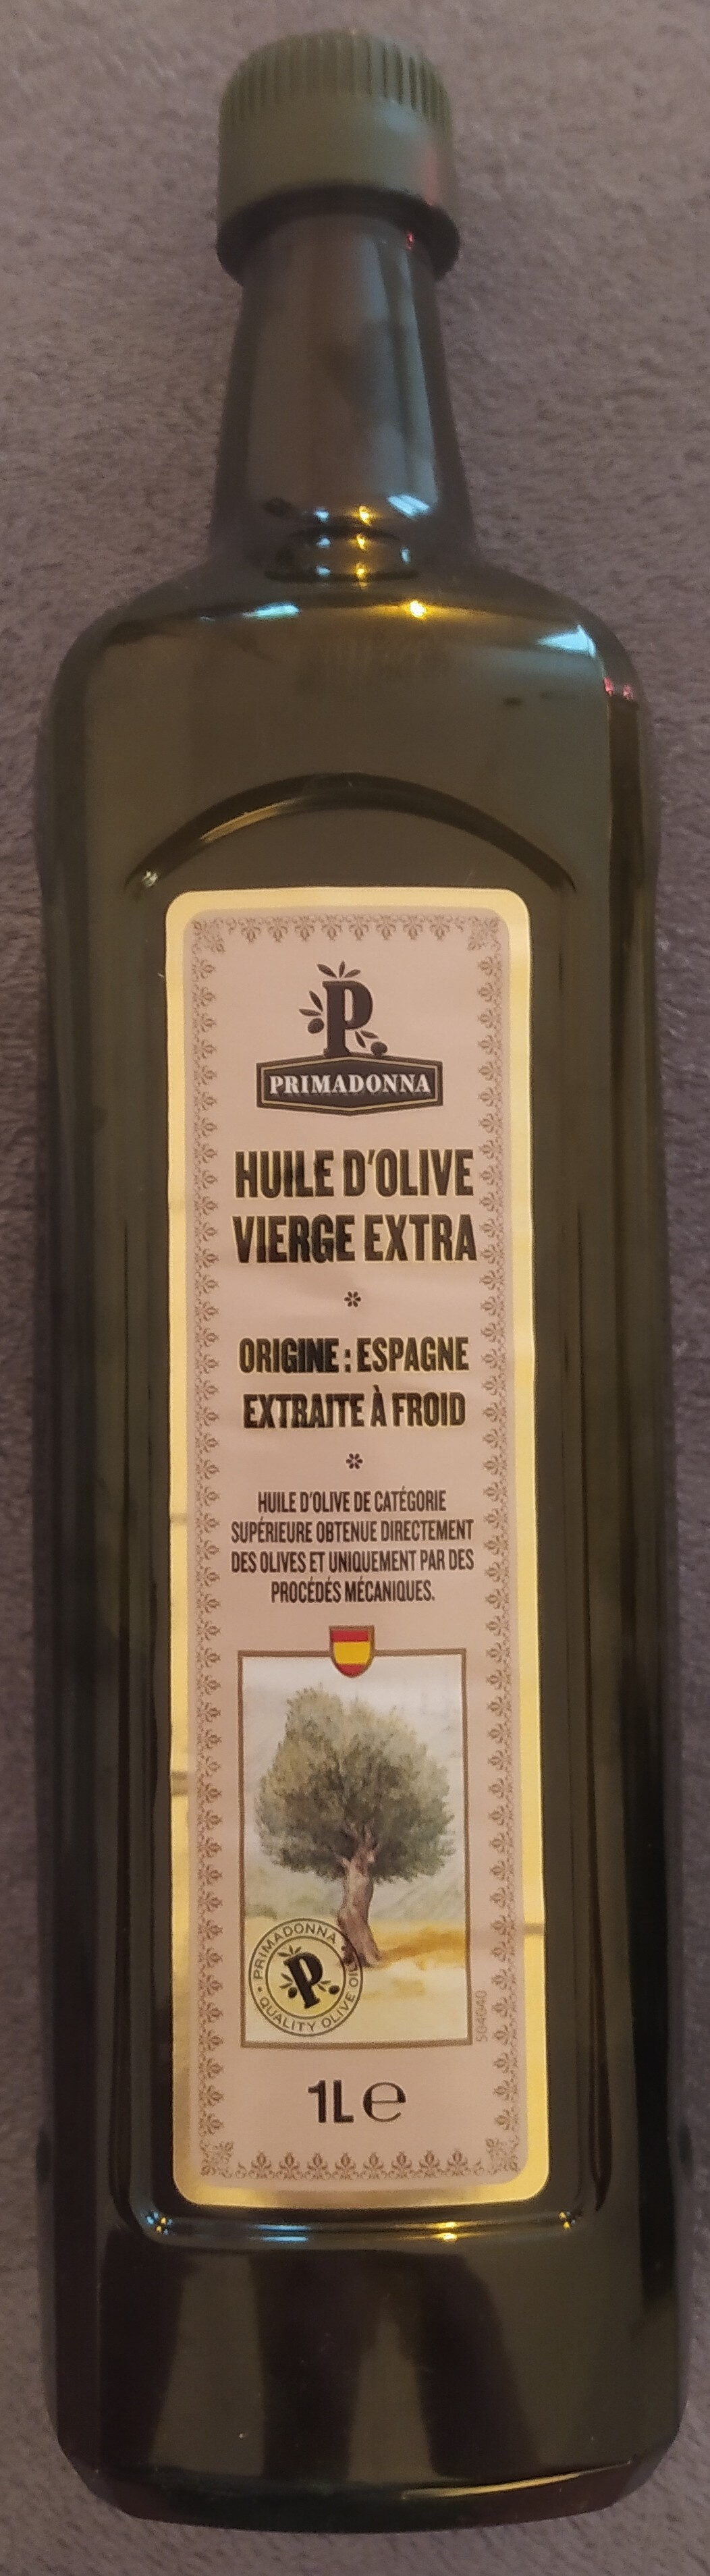 P
PRIMADONNA
HUILE D'OLIVE
VIERGE EXTRA
*
ORIGINE : ESPAGNE
EXTRAITE À FROID
*
HUILE D'OLIVE DE CATÉGORIE
SUPÉRIEURE OBTENUE DIRECTEMENT
DES OLIVES ET UNIQUEMENT PAR DES
PROCÉDÉS MÉCANIQUES.
PRIMADONNA
P
• QUALITY OLIVE OIL •
504040
1L ℮